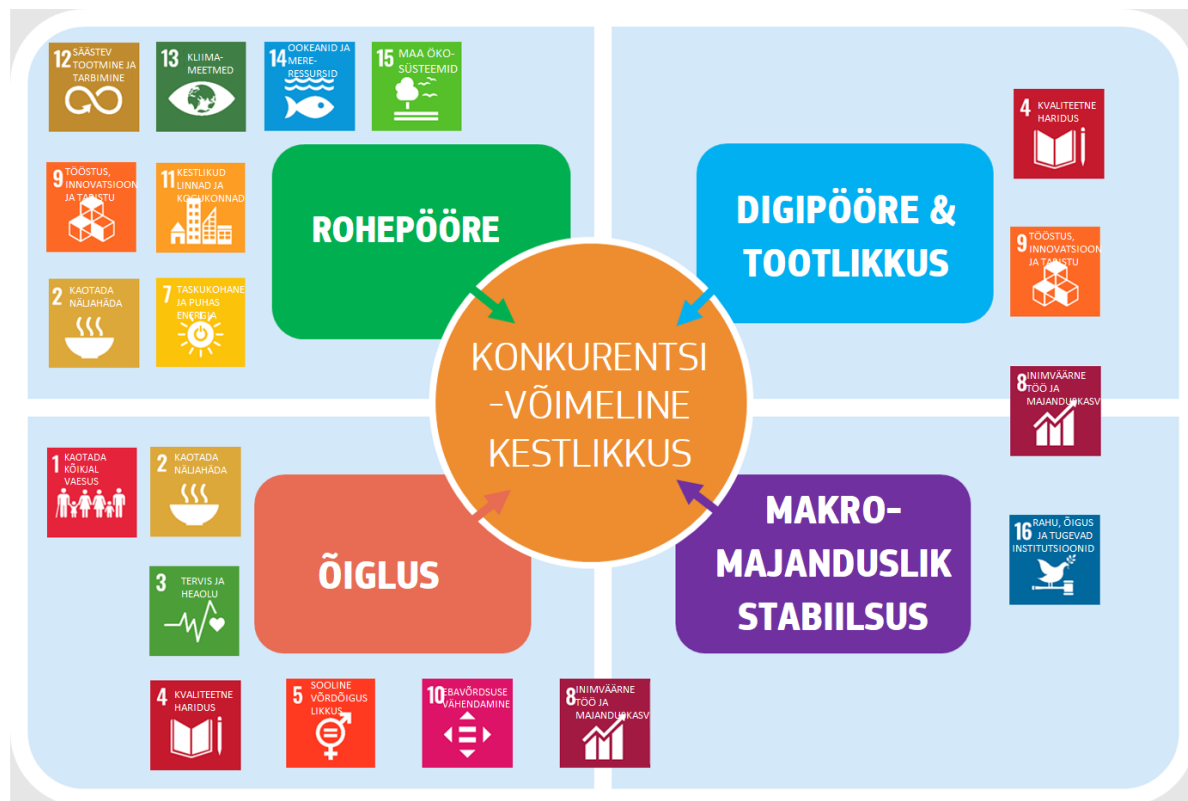 12 SÄÄSTEV
TOOTMINE JA
TARBIMINE
13 KLIIMA-
MEETMED
14 OOKEANID JA
MERE-
RESSURSID
15 MAA ÖKO-
SÜSTEEMID
9 TÖÖSTUS,
INNOVATSIOON
JA TARISTU
11 KESTLIKUD
LINNAD JA
KOGUKONNAD
2 KAOTADA
NÄLJAHÄDA
7 TASKUKOHANE
JA PUHAS
ENERGIA
ROHEPÖÖRE
DIGIPÖÖRE &
TOOTLIKKUS
4 KVALITEETNE
HARIDUS
9 TÖÖSTUS,
INNOVATSIOON
JA TARISTU
8 INIMVÄÄRNE
TÖÖ JA
MAJANDUSKASV
KONKURENTSI
-VÕIMELINE
KESTLIKKUS
1 KAOTADA
KÕIKJAL
VAESUS
2 KAOTADA
NÄLJAHÄDA
3 TERVIS JA
HEAOLU
ÕIGLUS
4 KVALITEETNE
HARIDUS
5 SOOLINE
VÕRDÕIGUS
LIKKUS
10 EBAVÕRDSUSE
VÄHENDAMINE
8 INIMVÄÄRNE
TÖÖ JA
MAJANDUSKASV
MAKRO-
MAJANDUSLIK
STABIILSUS
16 RAHU, ÕIGUS
JA TUGEVAD
INSTITUTSIOONID